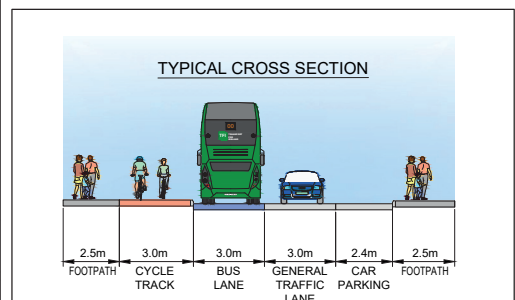 TYPICAL CROSS SECTION
TFI
2.5m 3.0m 3.0m 3.0m 2.4m 2.5m
FOOTPATH CYCLE BUS GENERAL CAR FOOTPATH
TRACK LANE TRAFFIC PARKING
LANE